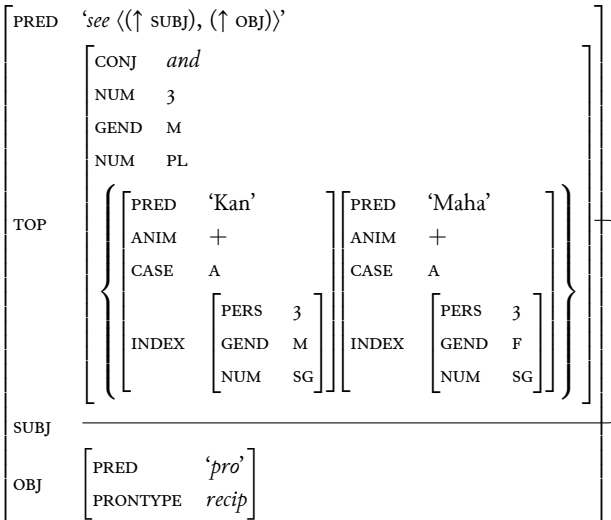 PRED ‘see ⟨(↑ SUBJ), (↑ OBJ)⟩’
CONJ and
NUM 3
GEND M
NUM PL
PRED ‘Kan’ PRED ‘Maha’
TOP ANIM + ANIM +
CASE A CASE A
PERS 3 PERS 3
INDEX GEND M INDEX GEND F
NUM SG NUM SG
SUBJ
PRED ‘pro’
OBJ
PRONTYPE recip